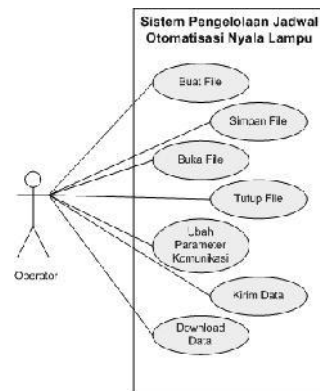 Sistem Pengelolaan Jadwal
Otomatisasi Nyala Lampu
Buat File
Simpan File
Buka File
Tutup File
Ubah
Parameter
Komunikasi
Kirim Data
Download
Data
Operator